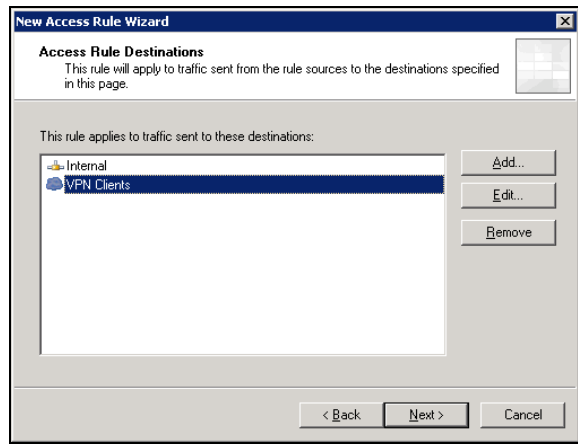 New Access Rule Wizard
Access Rule Destinations
This rule will apply to traffic sent from the rule sources to the destinations specified
in this page.
This rule applies to traffic sent to these destinations:
Internal
VPN Clients
Add...
Edit...
Remove
< Back
Next >
Cancel